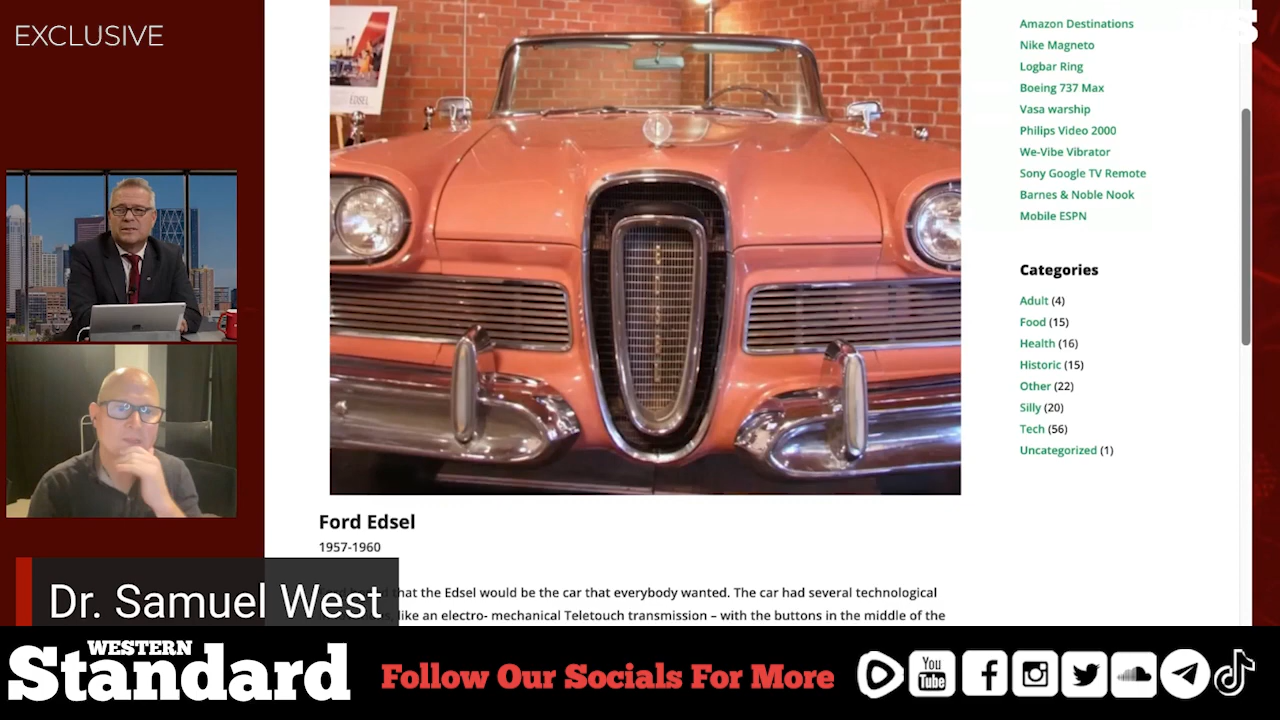 EXCLUSIVE
EDSEL
Amazon Destinations
Nike Magneto
Logbar Ring
Boeing 737 Max
Vasa warship
Philips Video 2000
We-Vibe Vibrator
Sony Google TV Remote
Barnes & Noble Nook
Mobile ESPN
Categories
Adult (4)
Food (15)
Health (16)
Historic (15)
Other (22)
Silly (20)
Tech (56)
Uncategorized (1)
Ford Edsel
1957-1960
that the Edsel would be the car that everybody wanted. The car had several technological
like an electro- mechanical Teletouch transmission – with the buttons in the middle of the
Dr. Samuel West
WESTERN
Standard
Follow Our Socials For More
You
Tube